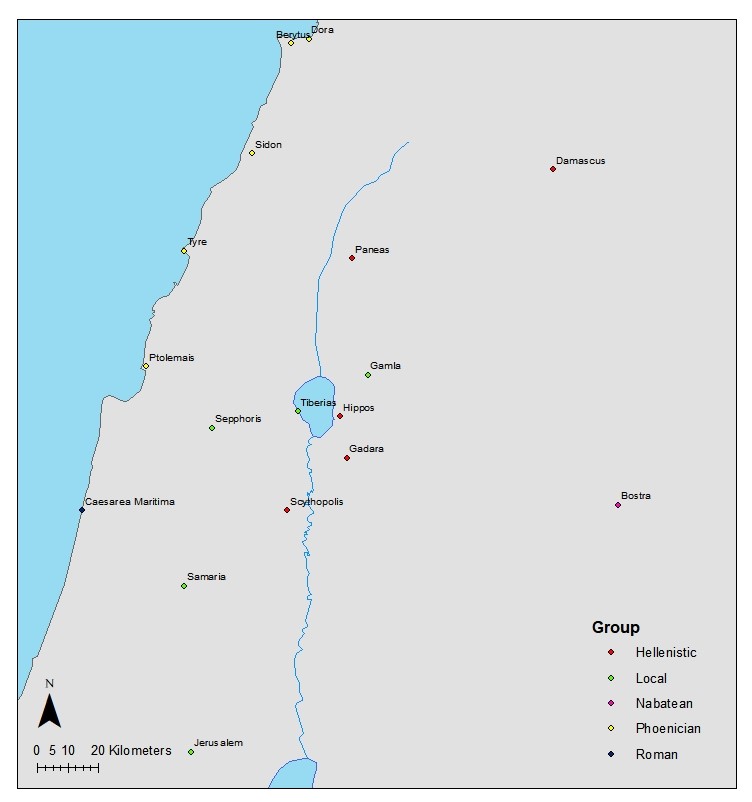 Dora
Berytus
Sidon
Damascus
Tyre
Paneas
Ptolemais
Gamla
Tiberias
Hippos
Sepphoris
Gadara
Bostra
Caesarea Maritima
Scythopolis
Samaria
Group
Hellenistic
Local
N
Nabatean
Phoenician
Jerusalem
0 5 10 20 Kilometers
Roman